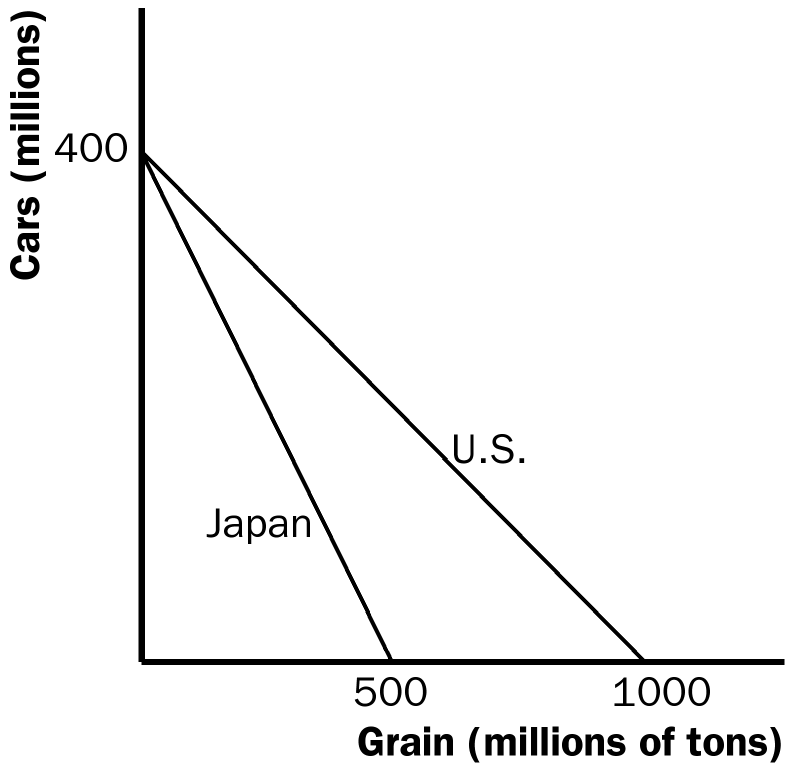 Cars (millions)
400
U.S.
Japan
500
1000
Grain (millions of tons)